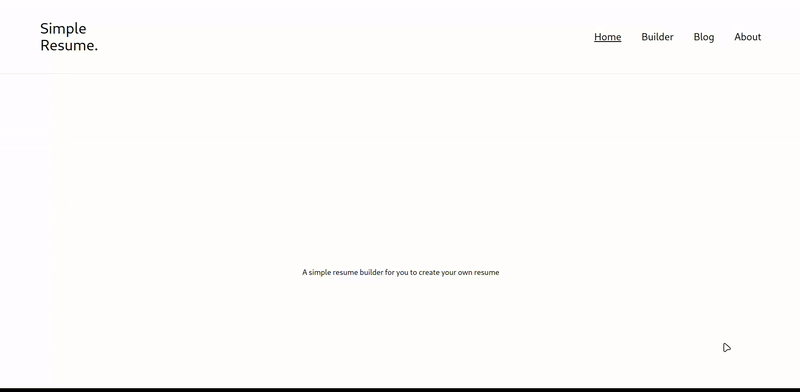 Simple
Resume.
Home Builder Blog About
A simple resume builder for you to create your own resume